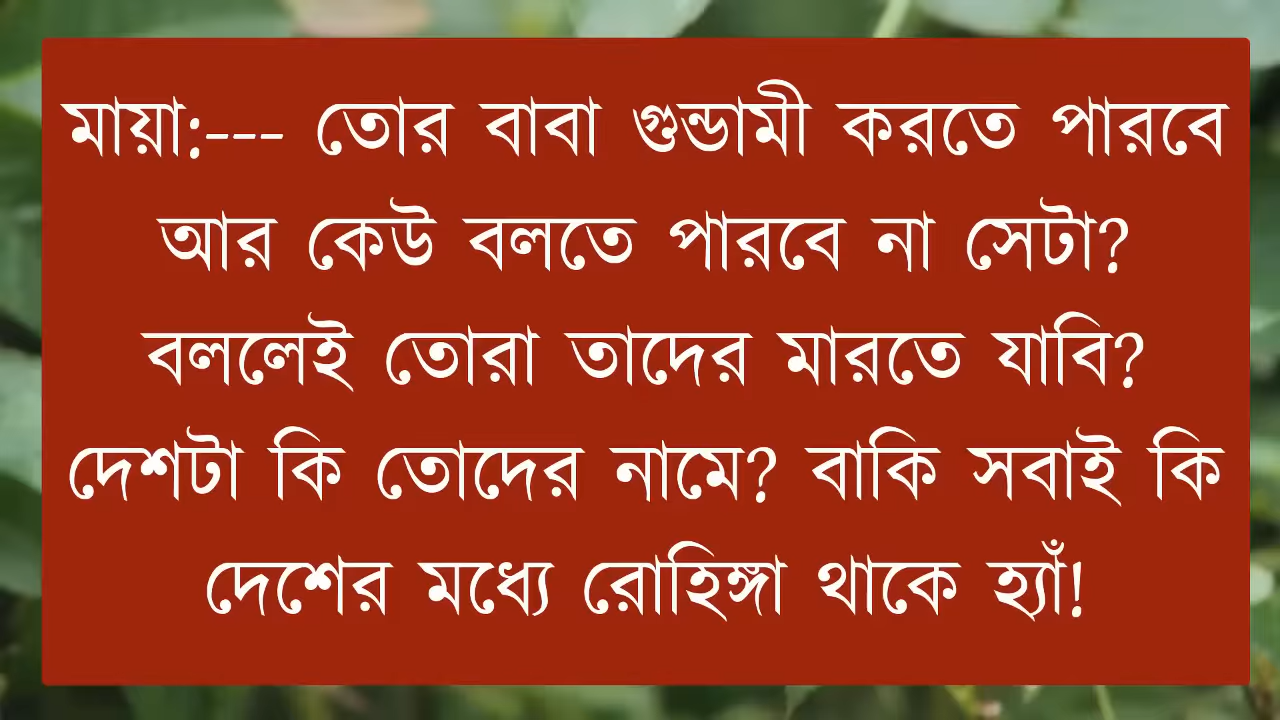 মায়া:--- তোর বাবা গুন্ডামী করতে পারবে
আর কেউ বলতে পারবে না সেটা?
বললেই তোরা তাদের মারতে যাবি?
দেশটা কি তোদের নামে? বাকি সবাই কি
দেশের মধ্যে রোহিঙ্গা থাকে হ্যাঁ!